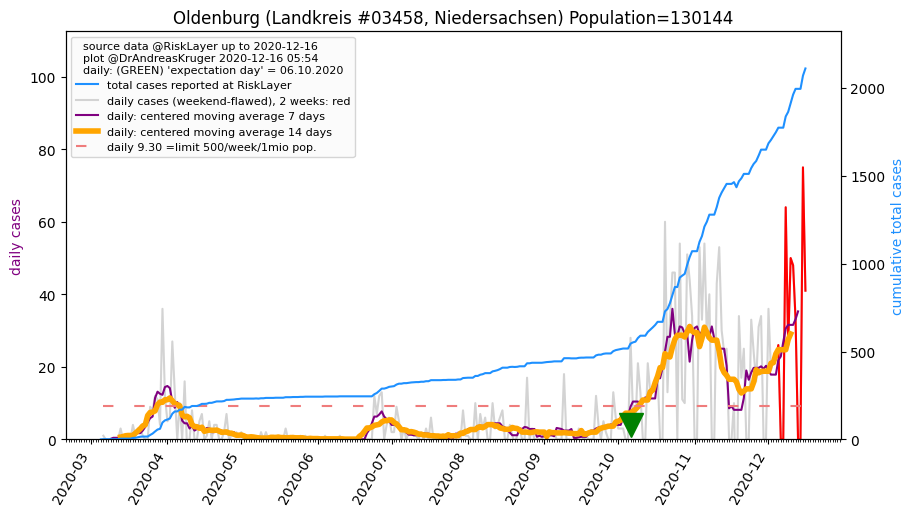 Oldenburg (Landkreis #03458, Niedersachsen) Population=130144
source data @RiskLayer up to 2020-12-16
plot @DrAndreasKruger 2020-12-16 05:54
daily: (GREEN) 'expectation day' = 06.10.2020
total cases reported at RiskLayer
daily cases (weekend-flawed), 2 weeks: red
daily: centered moving average 7 days
daily: centered moving average 14 days
daily 9.30 =limit 500/week/1mio pop.
daily cases
0
20
40
60
80
100
cumulative total cases
0
500
1000
1500
2000
2020-03
2020-04
2020-05
2020-06
2020-07
2020-08
2020-09
2020-10
2020-11
2020-12